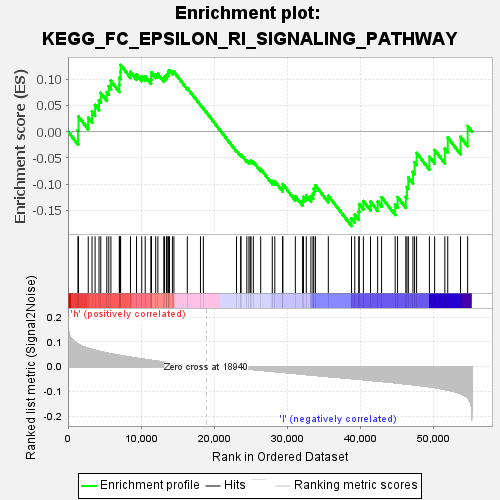 Enrichment plot:
KEGG_FC_EPSILON_RI_SIGNALING_PATHWAY
Enrichment score (ES)
0.10
0.05
0.00
-0.05
-0.10
-0.15
'h' (positively correlated)
Ranked list metric (Signal2Noise)
0.2
0.1
0.0
-0.1
-0.2
Zero cross at 18940
'l' (negatively correlated)
0
10,000
20,000
30,000
40,000
50,000
Rank in Ordered Dataset
Enrichment profile
Hits
Ranking metric scores